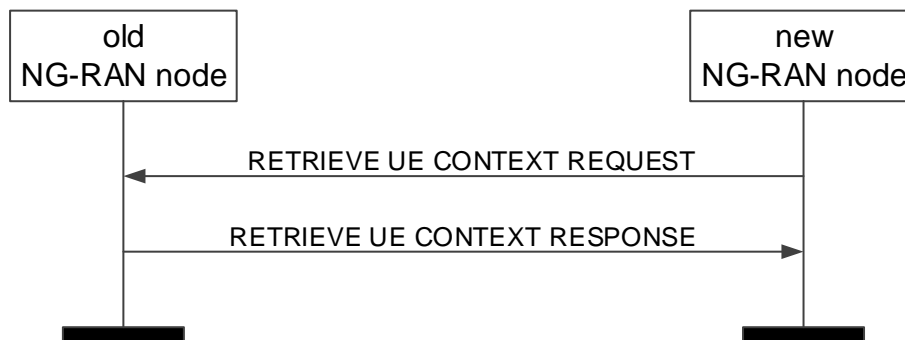 old
NG-RAN node
new
NG-RAN node
RETRIEVE UE CONTEXT REQUEST
RETRIEVE UE CONTEXT RESPONSE